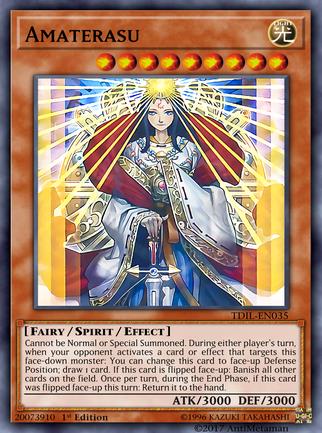 AMATERASU
LIGHT
光
TDIL-EN035
[ FAIRY / SPIRIT / EFFECT ]
Cannot be Normal or Special Summoned. During either player's turn,
when your opponent activates a card or effect that targets this
face-down monster: You can change this card to face-up Defense
Position; draw 1 card. If this card is flipped face-up: Banish all other
cards on the field. Once per turn, during the End Phase, if this card
was flipped face-up this turn: Return it to the hand.
ATK/3000 DEF/3000
20073910 1st Edition ©1996 KAZUKI TAKAHASHI
©2017 AntiMetaman